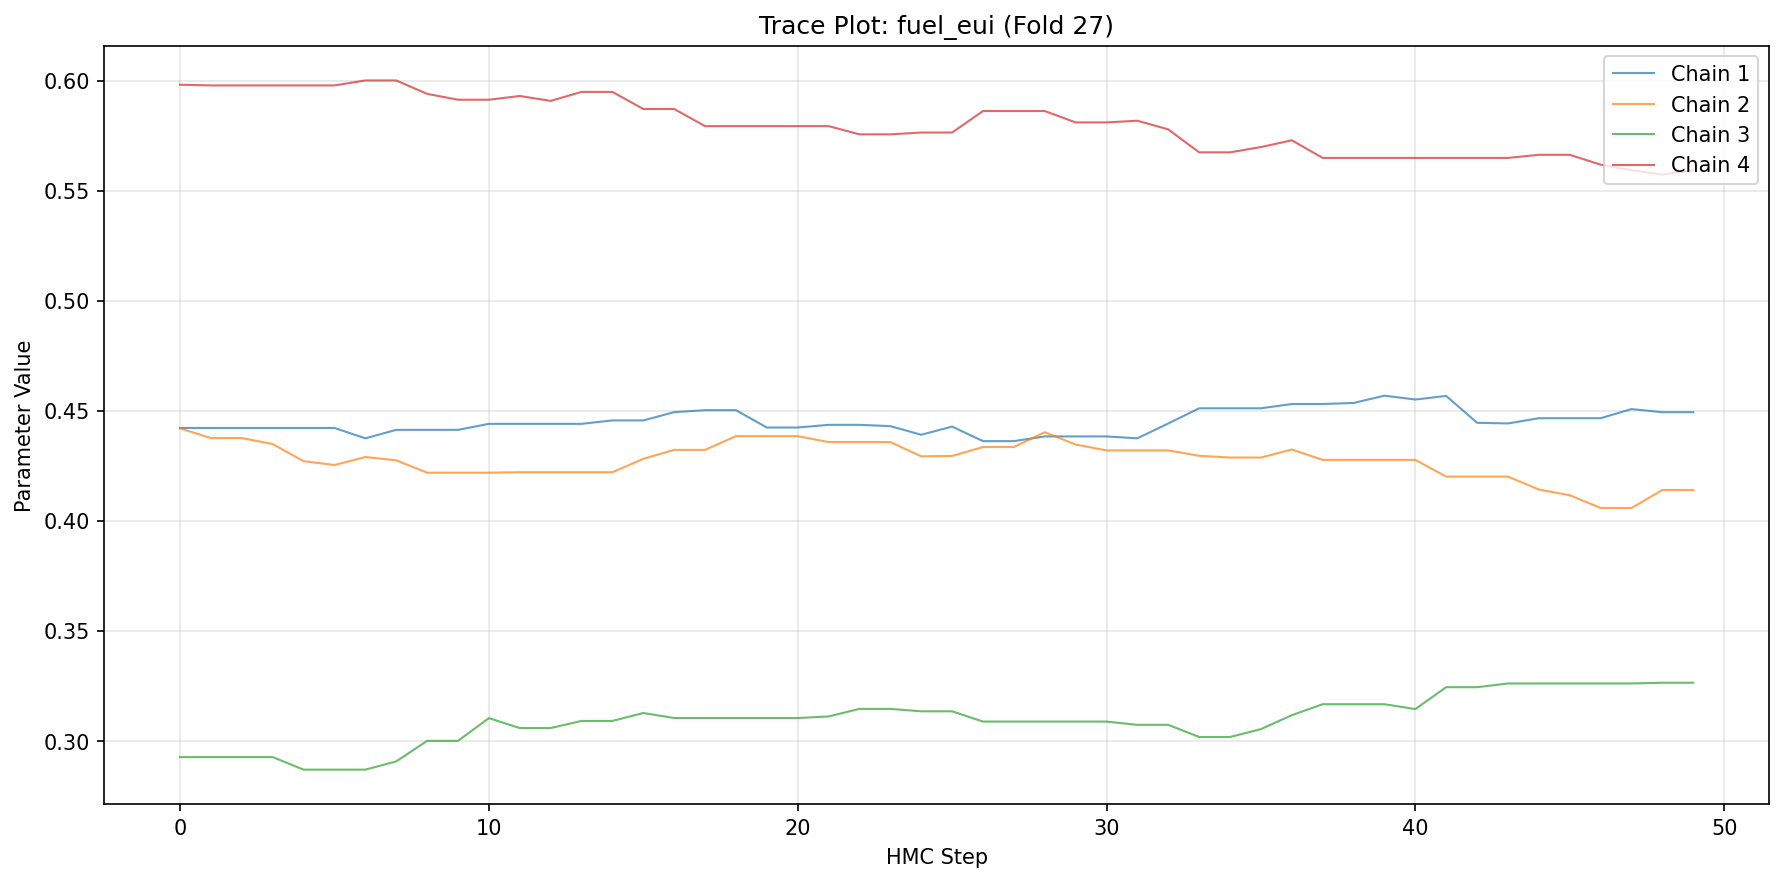 Trace Plot: fuel_eui (Fold 27)
Chain 1
Chain 2
Chain 3
Chain 4
Parameter Value
0.60
0.55
0.50
0.45
0.40
0.35
0.30
0 10 20 30 40 50
HMC Step